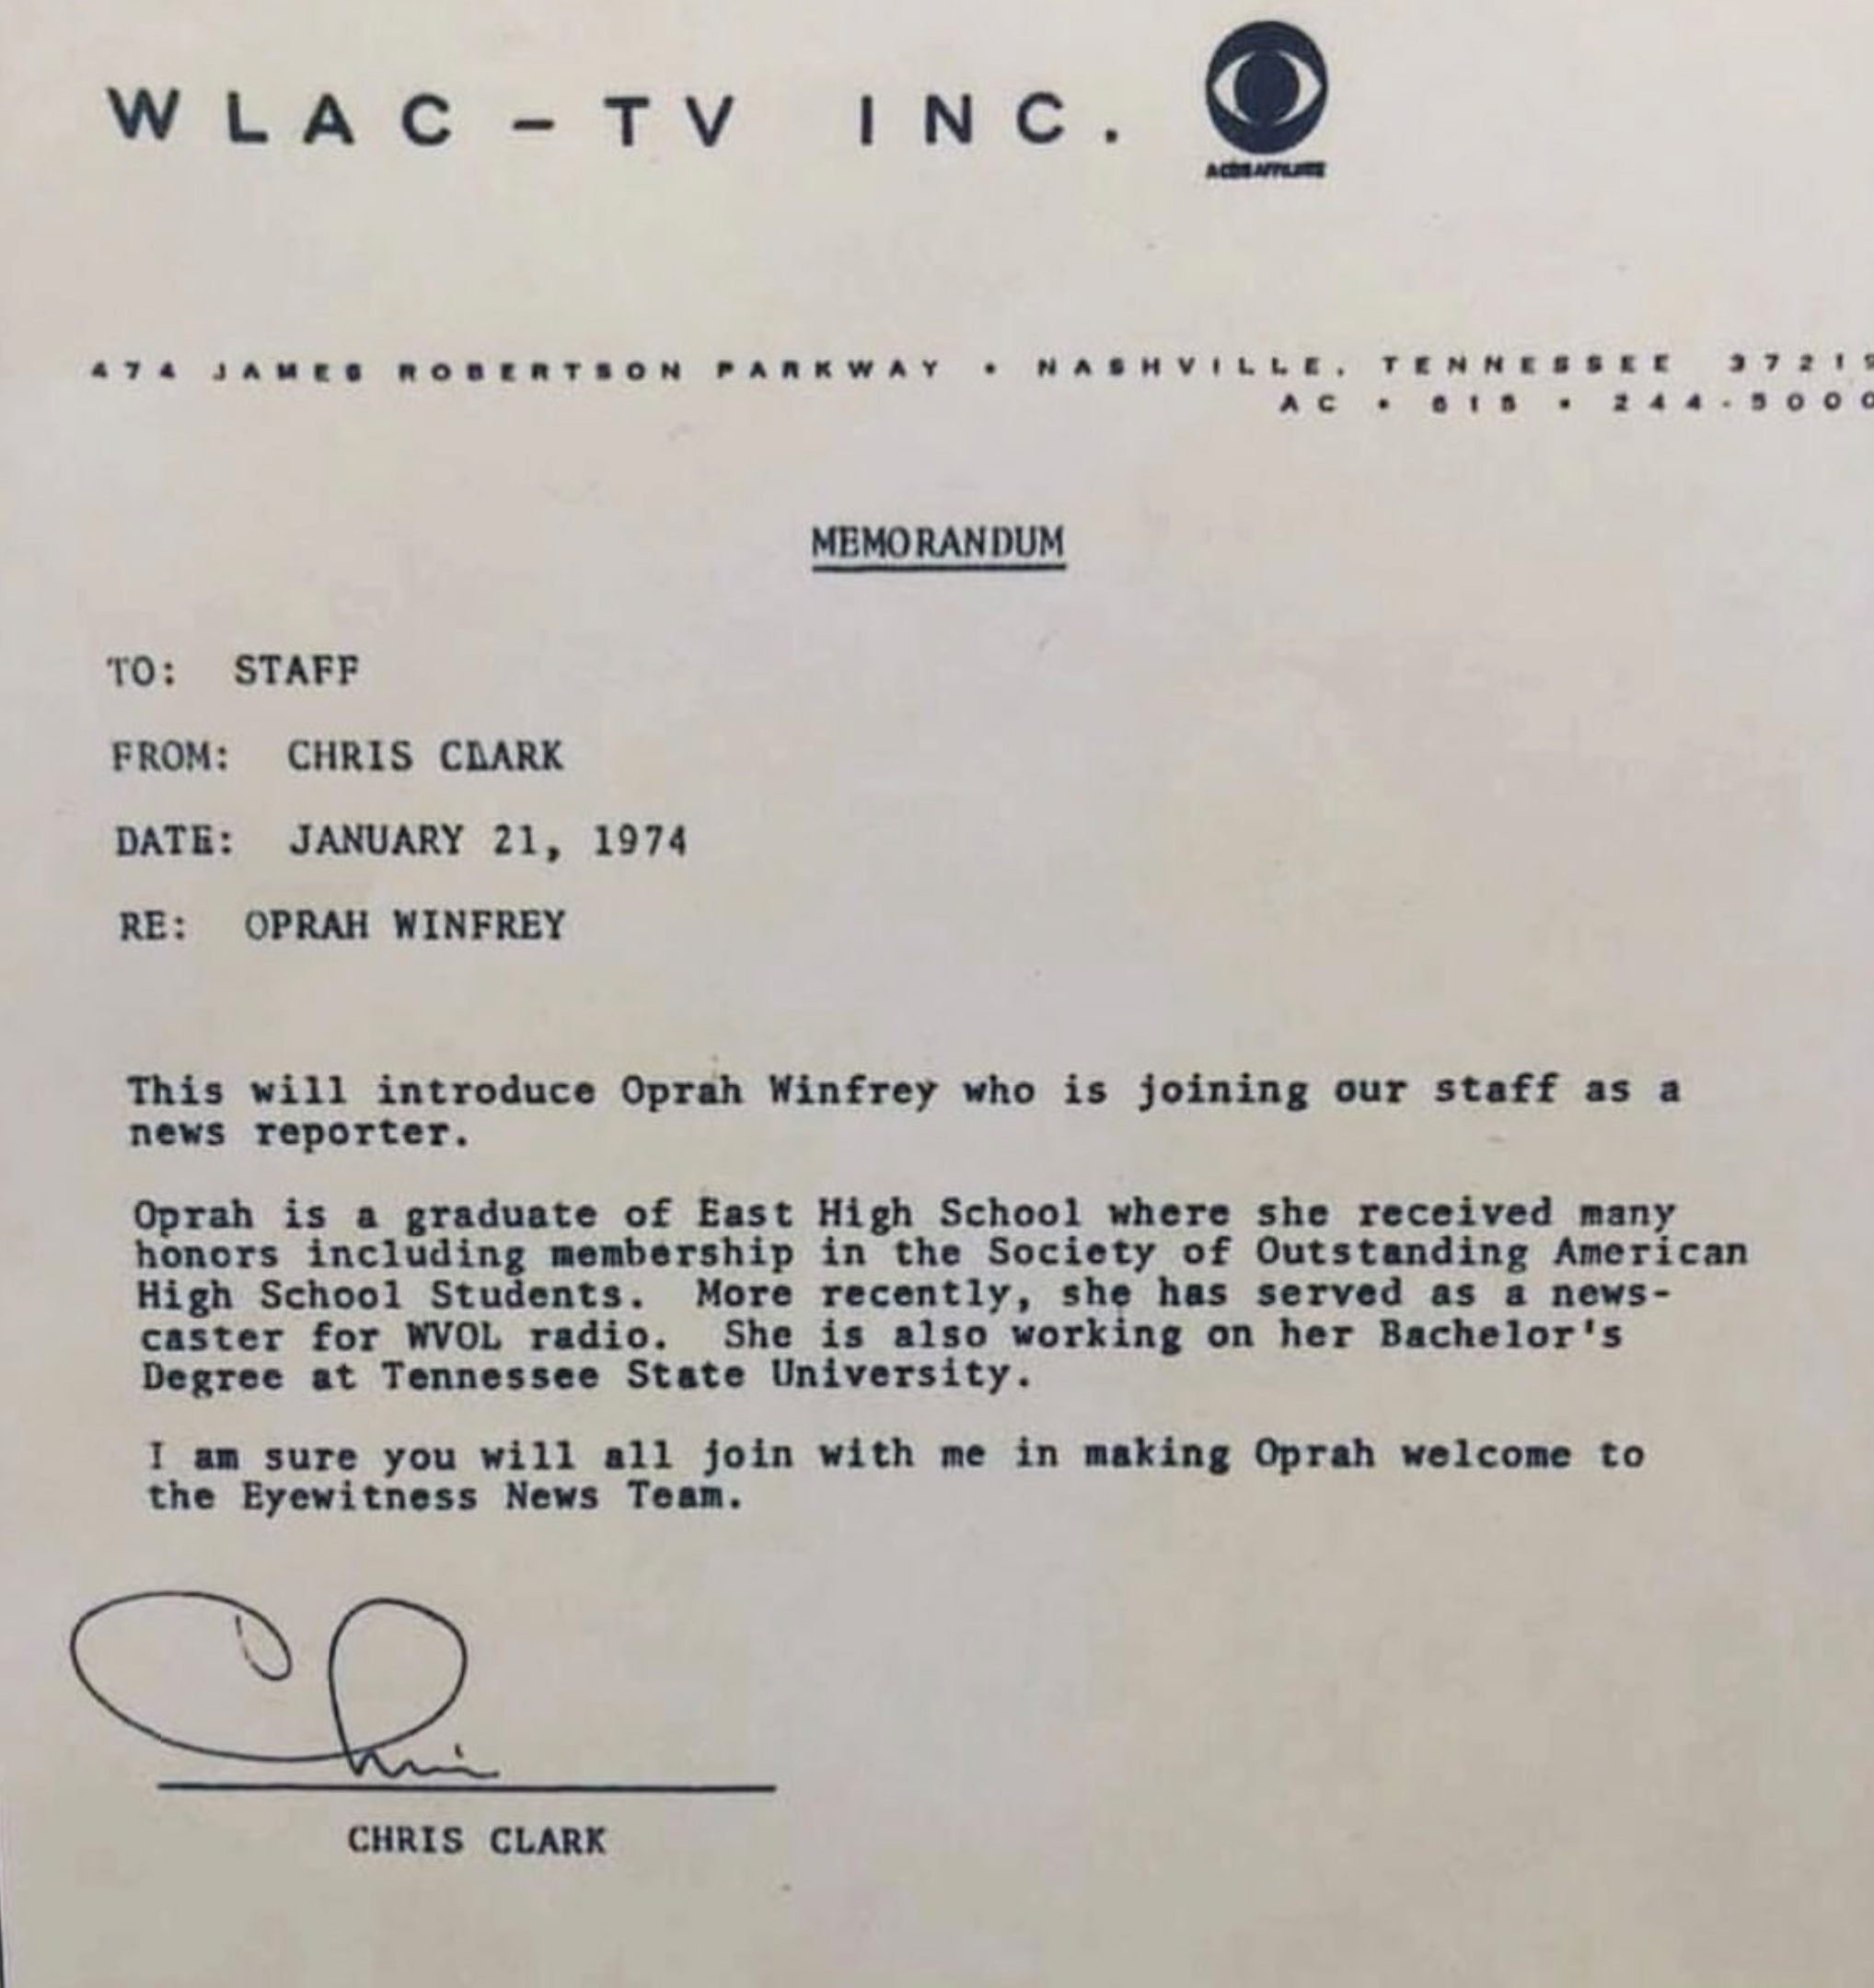 WLAC-TV INC.
A CBS AFFILIATE
474 JAMES ROBERTSON PARKWAY • NASHVILLE, TENNESSEE 37219
AC • 615 • 244-5000
MEMORANDUM
TO: STAFF
FROM: CHRIS CLARK
DATE: JANUARY 21, 1974
RE: OPRAH WINFREY
This will introduce Oprah Winfrey who is joining our staff as a
news reporter.
Oprah is a graduate of East High School where she received many
honors including membership in the Society of Outstanding American
High School Students. More recently, she has served as a news-
caster for WVOL radio. She is also working on her Bachelor's
Degree at Tennessee State University.
I am sure you will all join with me in making Oprah welcome to
the Eyewitness News Team.
Chris
CHRIS CLARK